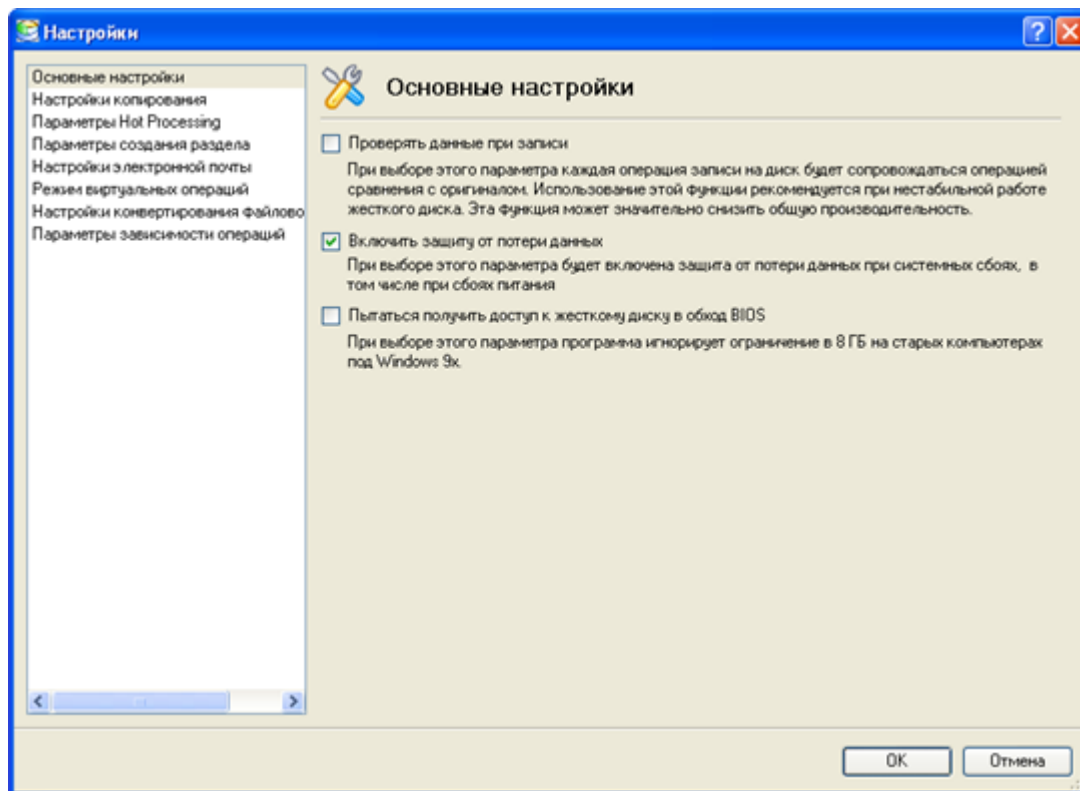 Настройки
Основные настройки
Настройки копирования
Параметры Hot Processing
Параметры создания раздела
Настройки электронной почты
Режим виртуальных операций
Настройки конвертирования файлово
Параметры зависимости операций
Основные настройки
Проверять данные при записи
При выборе этого параметра каждая операция записи на диск будет сопровождаться операцией
сравнения с оригиналом. Использование этой функции рекомендуется при нестабильной работе
жесткого диска. Эта функция может значительно снизить общую производительность.
Включить защиту от потери данных
При выборе этого параметра будет включена защита от потери данных при системных сбоях, в
том числе при сбоях питания
Пытаться получить доступ к жесткому диску в обход BIOS
При выборе этого параметра программа игнорирует ограничение в 8 ГБ на старых компьютерах
под Windows 9x.
OK
Отмена